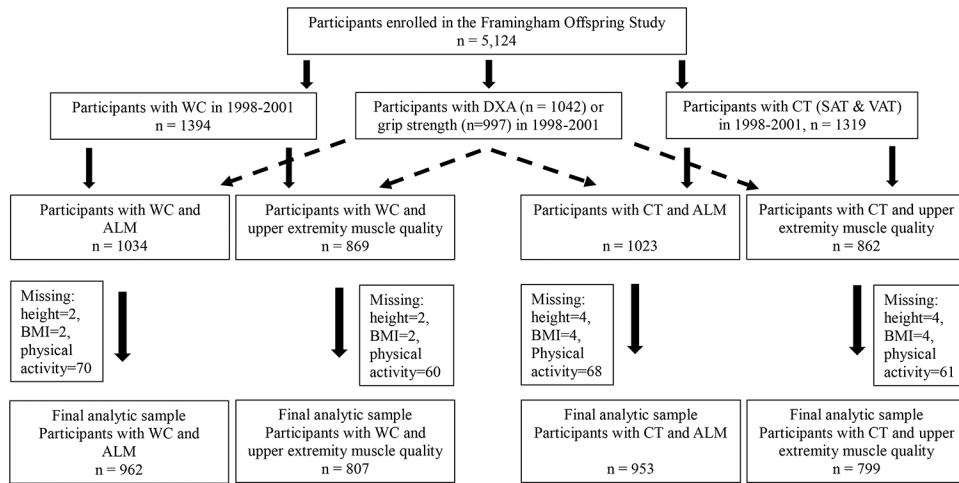 Participants enrolled in the Framingham Offspring Study
n = 5,124
Participants with WC in 1998-2001
n = 1394
Participants with DXA (n = 1042) or
grip strength (n=997) in 1998-2001
Participants with CT (SAT & VAT)
in 1998-2001, n = 1319
Participants with WC and
ALM
n = 1034
Participants with WC and
upper extremity muscle quality
n = 869
Participants with CT and ALM
n = 1023
Participants with CT and upper
extremity muscle quality
n = 862
Missing:
height=2,
BMI=2,
physical
activity=70
Missing:
height=2,
BMI=2,
physical
activity=60
Missing:
height=4,
BMI=4,
Physical
activity=68
Missing:
height=4,
BMI=4,
physical
activity=61
Final analytic sample
Participants with WC and
ALM
n = 962
Final analytic sample
Participants with WC and
upper extremity muscle quality
n = 807
Final analytic sample
Participants with CT and ALM
n = 953
Final analytic sample
Participants with CT and upper
extremity muscle quality
n = 799